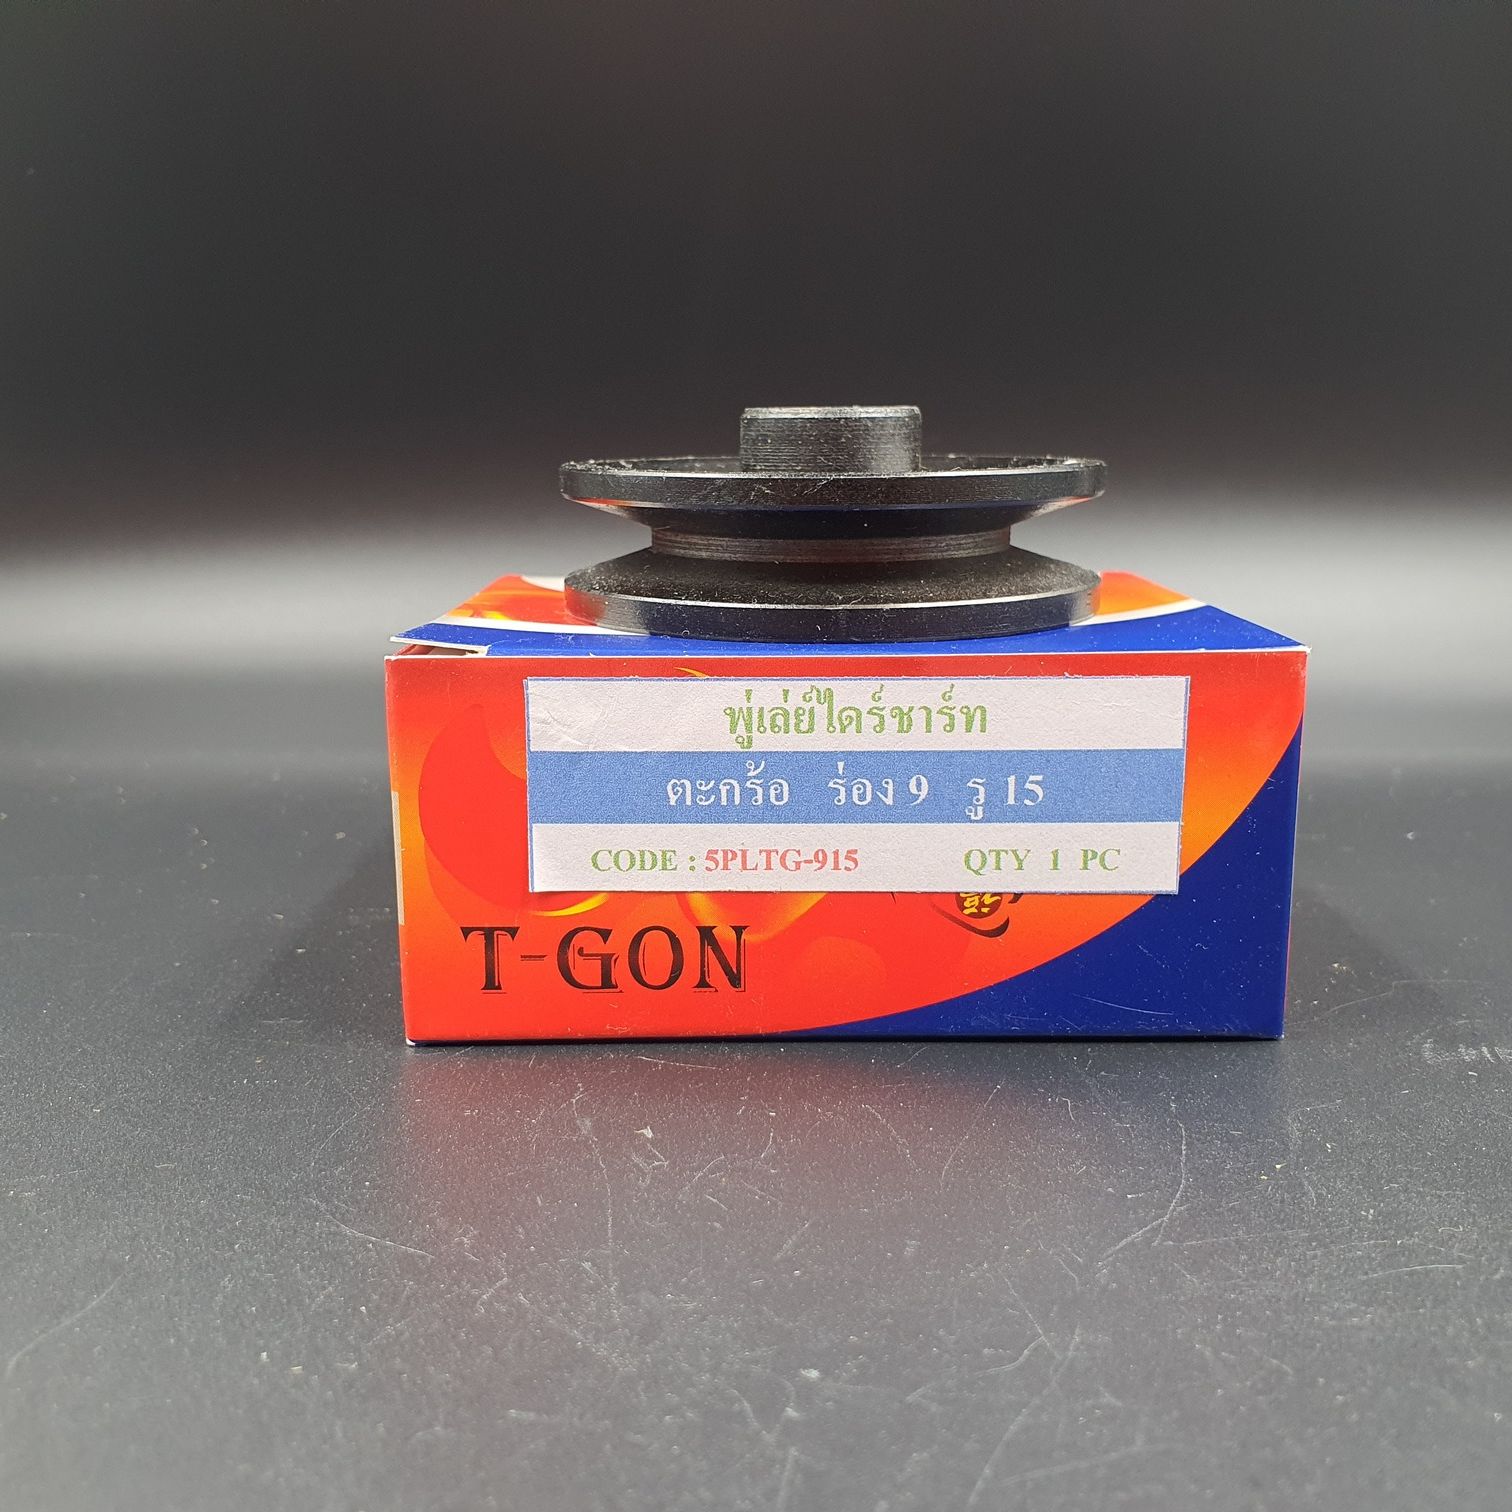 พู่เล่ย์ไดร์ชาร์ท
ตะกร้อ ร่อง 9 รู 15
CODE : 5PLTG-915 QTY 1 PC
T-GON